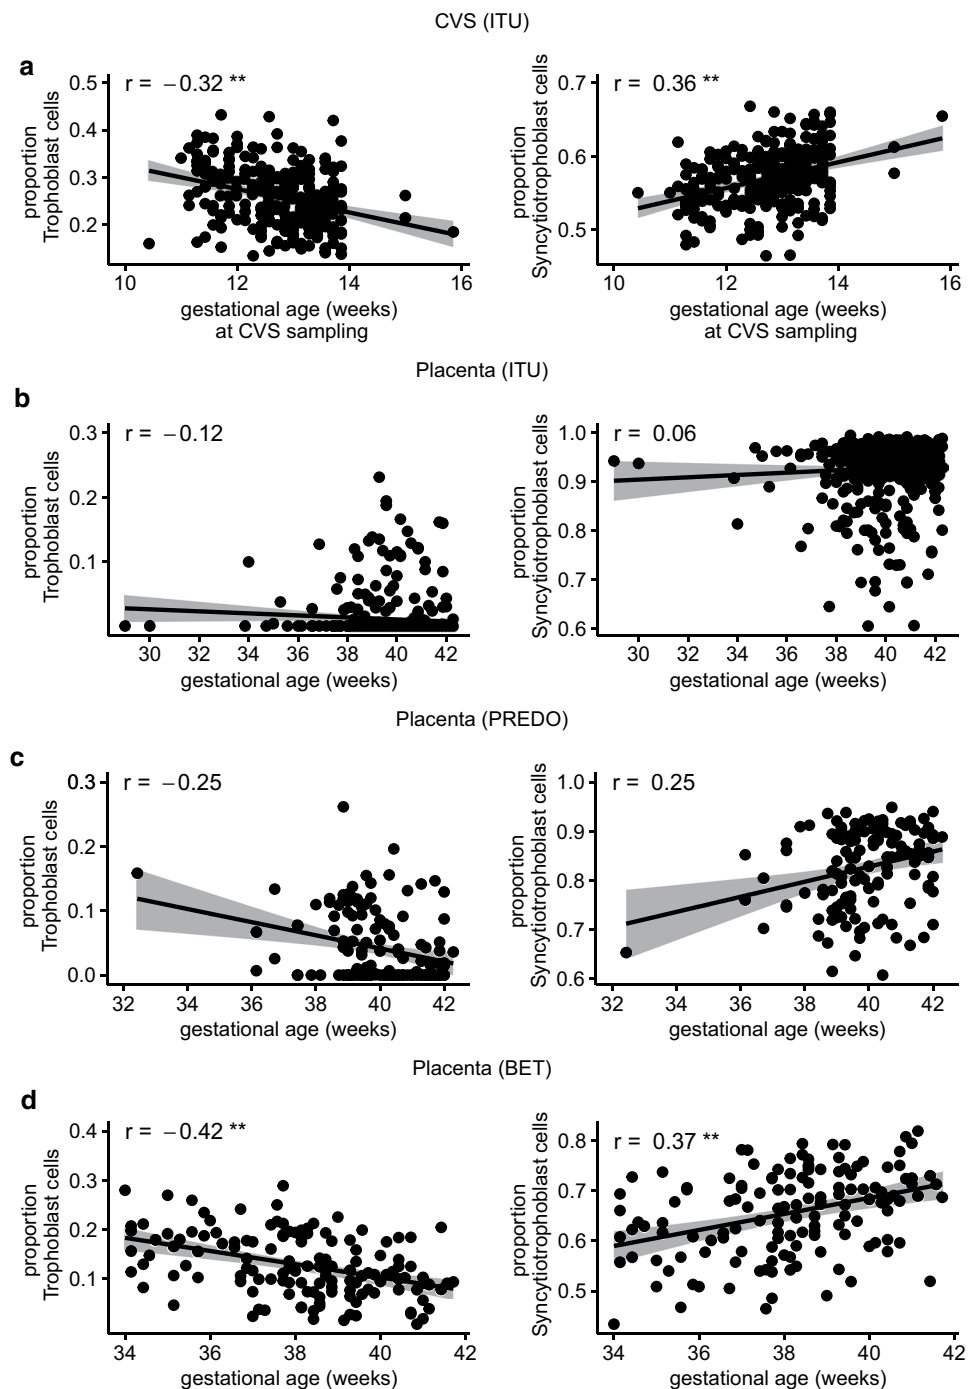 CVS (ITU)
a
r = −0.32 **
proportion
Trophoblast cells
0.5
0.4
0.3
0.2
10 12 14 16
gestational age (weeks)
at CVS sampling
r = 0.36 **
proportion
Syncytiotrophoblast cells
0.7
0.6
0.5
10 12 14 16
gestational age (weeks)
at CVS sampling
Placenta (ITU)
b
r = −0.12
proportion
Trophoblast cells
0.3
0.2
0.1
30 32 34 36 38 40 42
gestational age (weeks)
r = 0.06
proportion
Syncytiotrophoblast cells
1.0
0.9
0.8
0.7
0.6
30 32 34 36 38 40 42
gestational age (weeks)
Placenta (PREDO)
c
r = −0.25
proportion
Trophoblast cells
0.3
0.2
0.1
0.0
32 34 36 38 40 42
gestational age (weeks)
r = 0.25
proportion
Syncytiotrophoblast cells
1.0
0.9
0.8
0.7
0.6
32 34 36 38 40 42
gestational age (weeks)
Placenta (BET)
d
r = −0.42 **
proportion
Trophoblast cells
0.4
0.3
0.2
0.1
34 36 38 40 42
gestational age (weeks)
r = 0.37 **
proportion
Syncytiotrophoblast cells
0.8
0.7
0.6
0.5
34 36 38 40 42
gestational age (weeks)